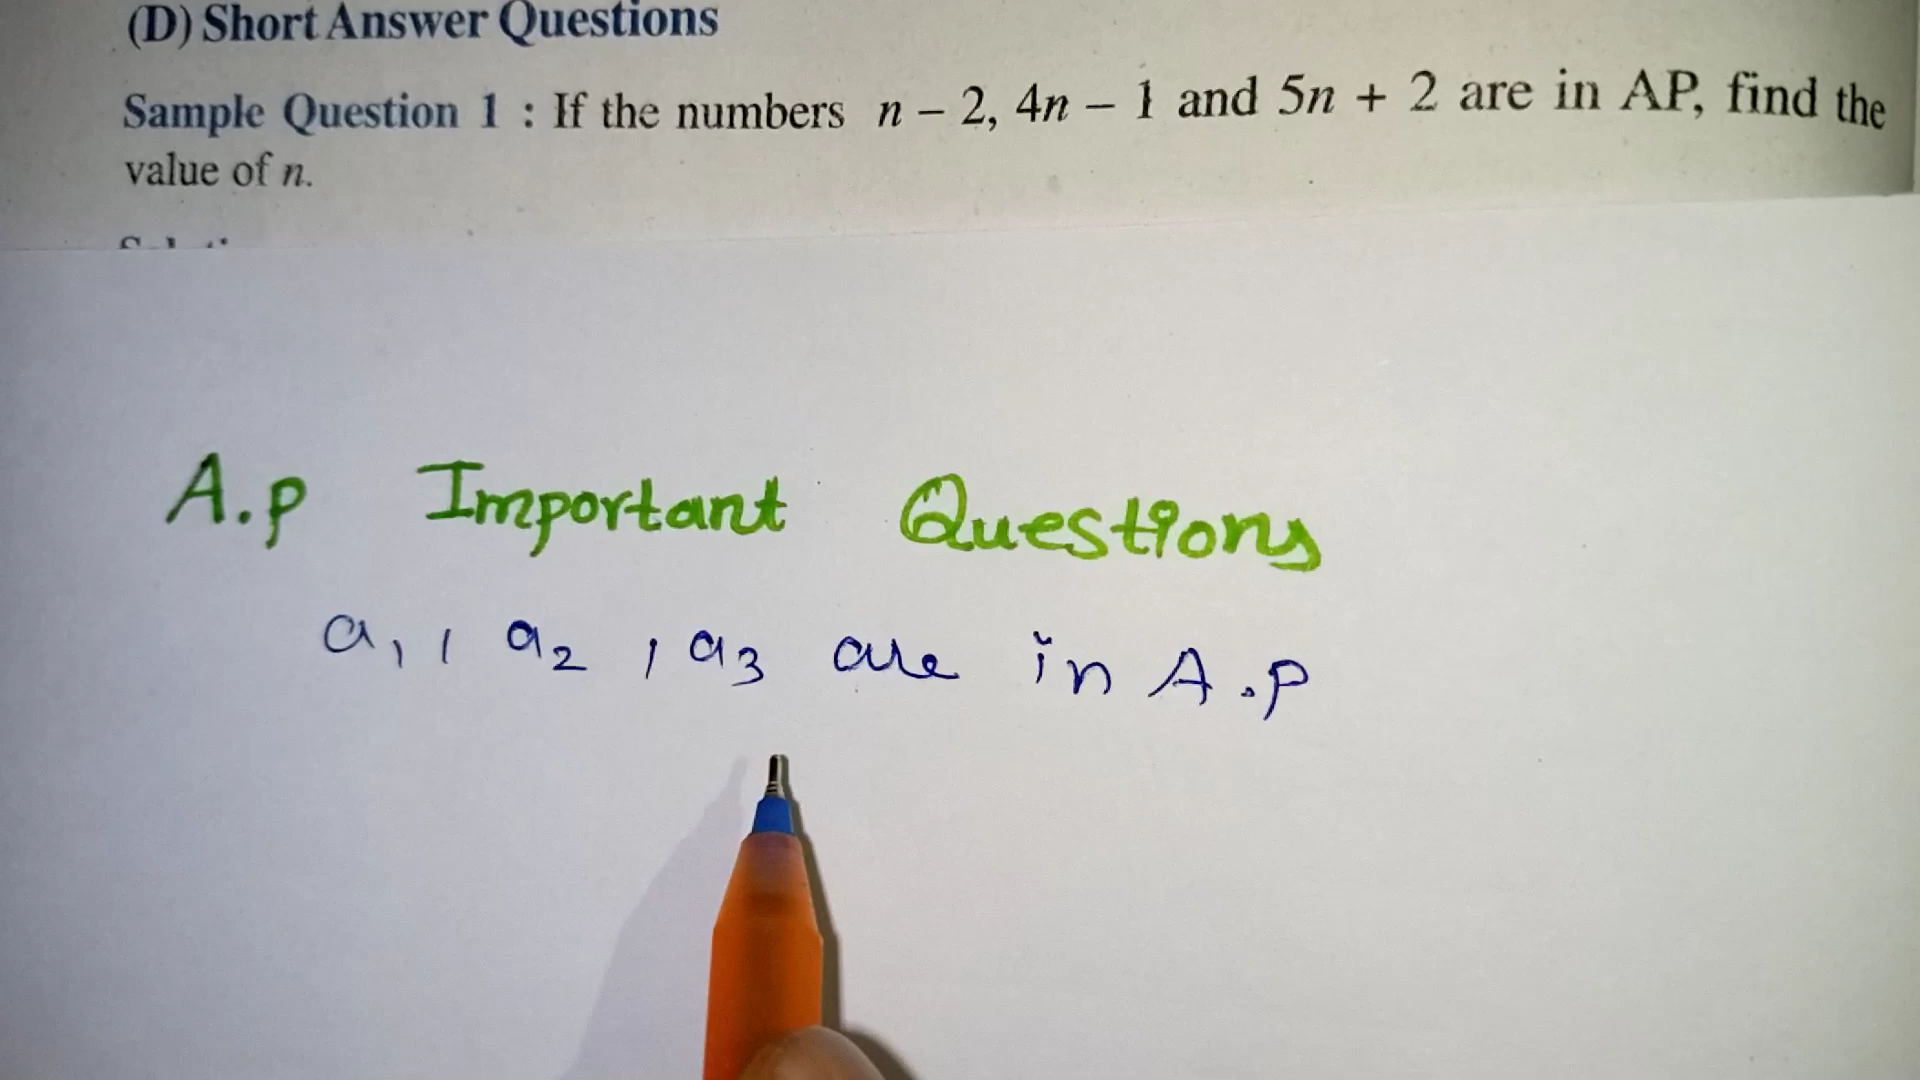 (D) Short Answer Questions
Sample Question 1 : If the numbers n – 2, 4n – 1 and 5n + 2 are in AP, find the
value of n.
A.p Important Questions
a₁, a₂, a₃ are in A.p